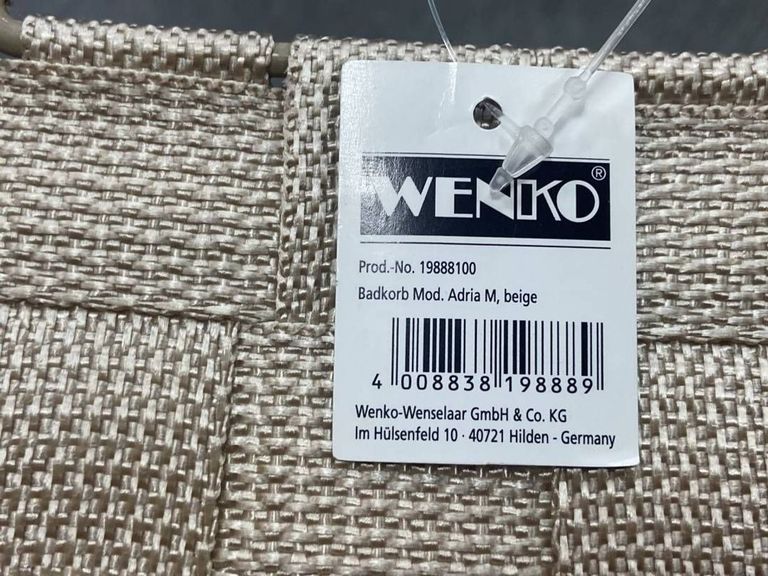 WENKO®
Prod.-No. 19888100
Badkorb Mod. Adria M, beige
4 008838 198889
Wenko-Wenselaar GmbH & Co. KG
Im Hülsenfeld 10 · 40721 Hilden - Germany